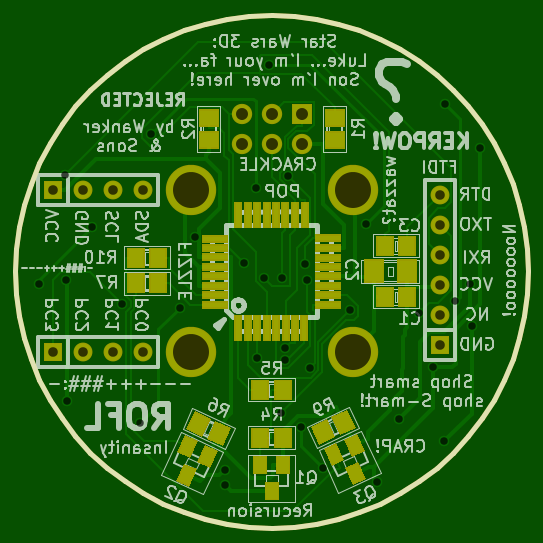 Star Wars 3D:
Luke... I'm your fa...
Son I'm over here!
?
REJECTED
by Wanker
& Sons
R2
R1
KERPOW!
CRACKLE
POP
wazzat?
FTDI
DTR
TXD
RXI
VCC
NC
GND
Nooooooo!
VCC
GND
SCL
SDA
R10
R7
FIZZLE
C3
C2
C1
---+++###+---
PC3
PC2
PC1
PC0
---+++###:-
R5
R4
R6
R9
Shop smart
shop S-mart!
ROFL
Insanity
CRAP!
Q2
Q1
Q3
Recursion